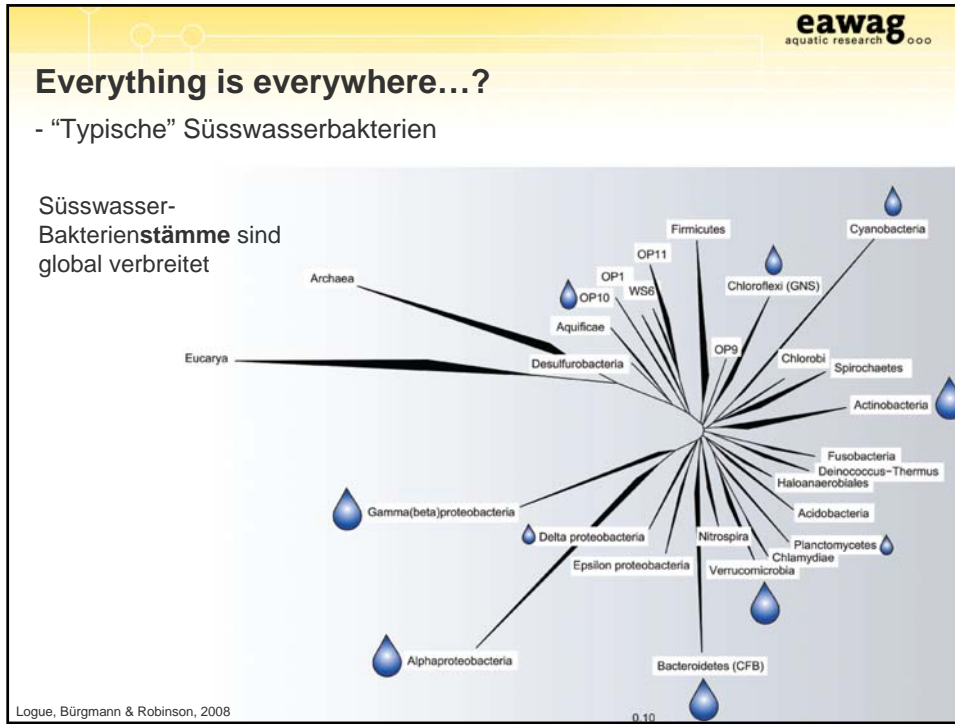 eawag
aquatic research
Everything is everywhere…?
- “Typische” Süsswasserbakterien
Süsswasser-
Bakterienstämme sind
global verbreitet
Firmicutes
Cyanobacteria
OP11
Archaea
OP1
WS6
Chloroflexi (GNS)
OP10
Aquificae
Eucarya
Desulfurobacteria
OP9
Chlorobi
Spirochaetes
Actinobacteria
Fusobacteria
Deinococcus-Thermus
Haloanaerobiales
Gamma(beta)proteobacteria
Acidobacteria
Delta proteobacteria
Nitrospira
Planctomycetes
Chlamydiae
Epsilon proteobacteria
Verrucomicrobia
Alphaproteobacteria
Bacteroidetes (CFB)
Logue, Bürgmann & Robinson, 2008
0.10